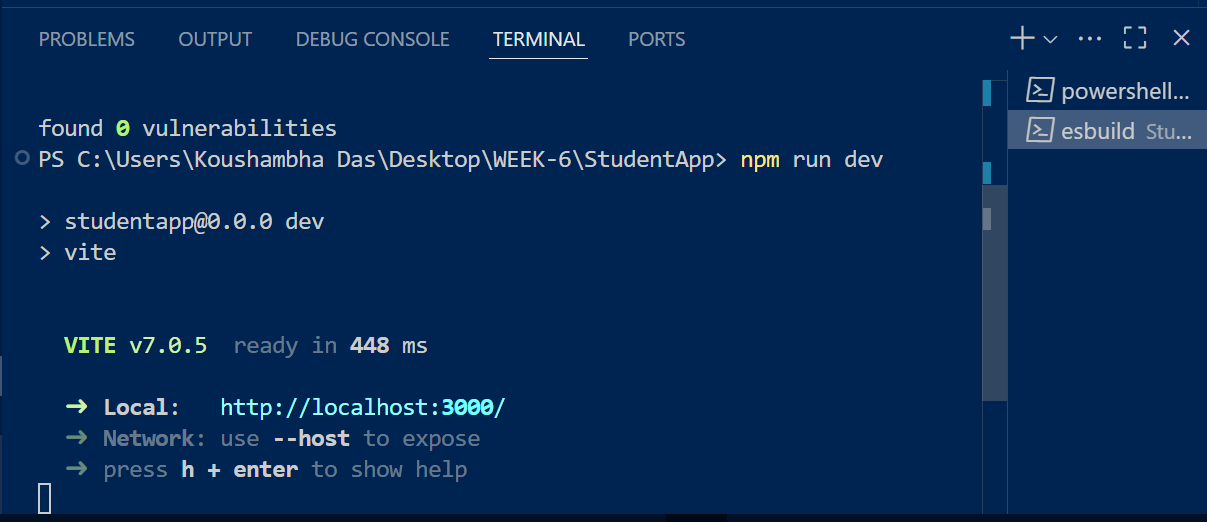 PROBLEMS OUTPUT DEBUG CONSOLE TERMINAL PORTS
powershell...
esbuild Stu...
found 0 vulnerabilities
PS C:\Users\Koushambha Das\Desktop\WEEK-6\StudentApp> npm run dev
> studentapp@0.0.0 dev
> vite
VITE v7.0.5 ready in 448 ms
➜ Local: http://localhost:3000/
➜ Network: use --host to expose
➜ press h + enter to show help